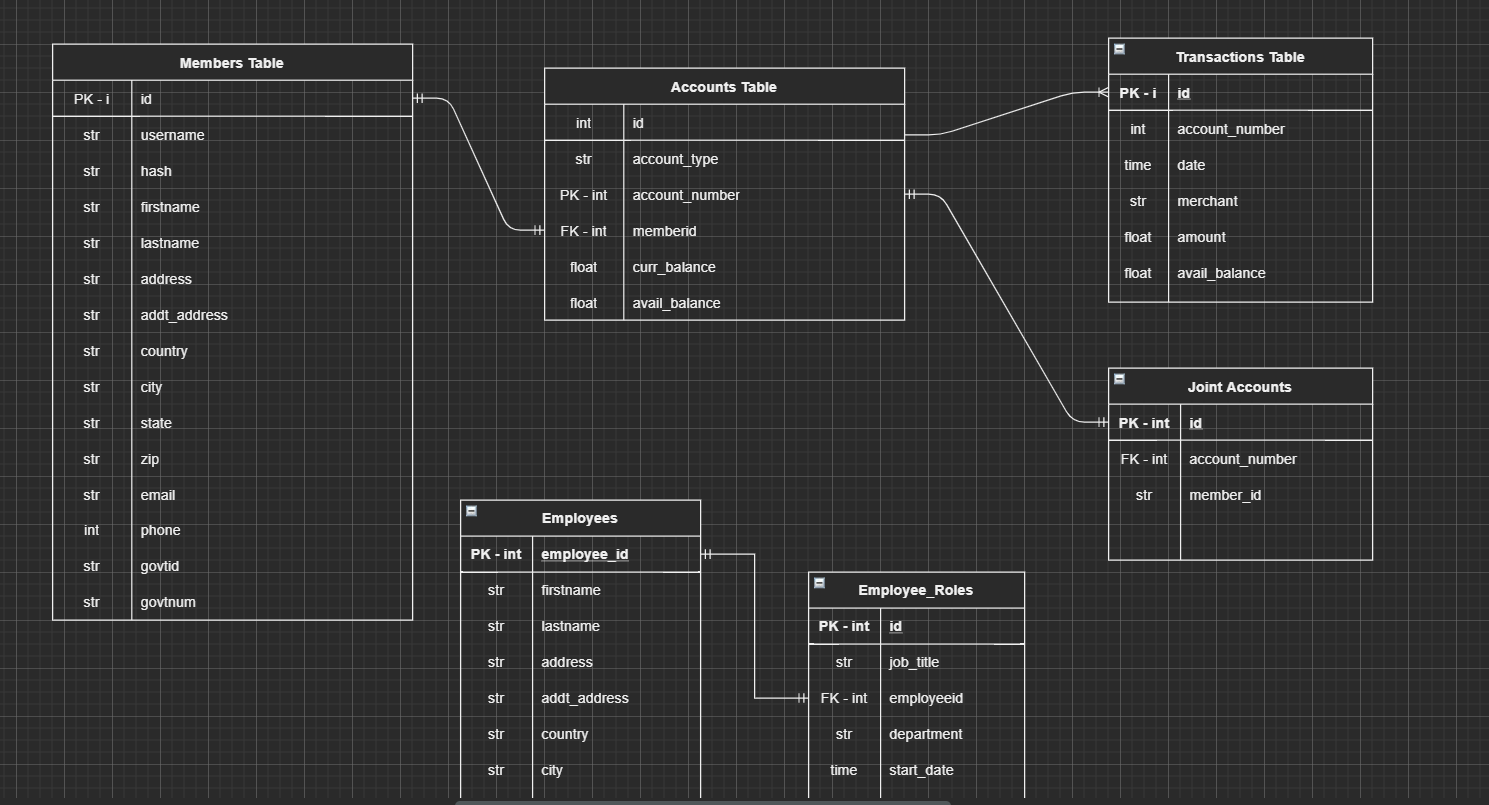 Members Table
PK - i id
str username
str hash
str firstname
str lastname
str address
str addt_address
str country
str city
str state
str zip
str email
int phone
str govtid
str govtnum
Accounts Table
int id
str account_type
PK - int account_number
FK - int memberid
float curr_balance
float avail_balance
Transactions Table
PK - i id
int account_number
time date
str merchant
float amount
float avail_balance
Joint Accounts
PK - int id
FK - int account_number
str member_id
Employees
PK - int employee_id
str firstname
str lastname
str address
str addt_address
str country
str city
Employee_Roles
PK - int id
str job_title
FK - int employeeid
str department
time start_date